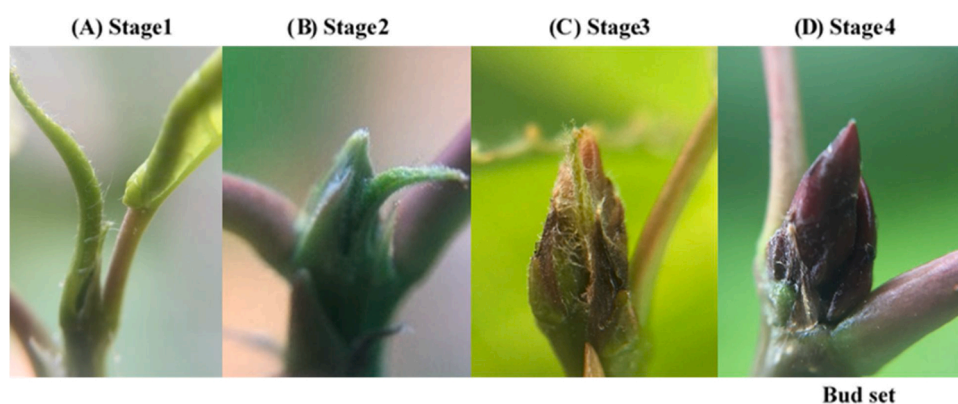 (A) Stage1
(B) Stage2
(C) Stage3
(D) Stage4
Bud set